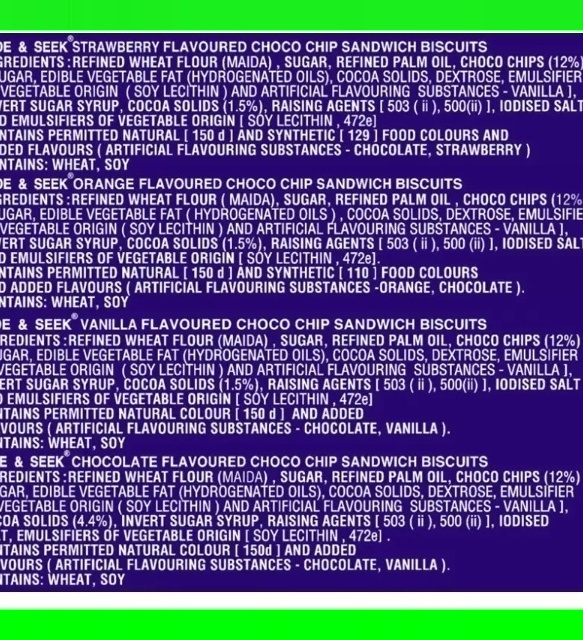 DE & SEEK® STRAWBERRY FLAVOURED CHOCO CHIP SANDWICH BISCUITS
GREDIENTS : REFINED WHEAT FLOUR (MAIDA) , SUGAR, REFINED PALM OIL, CHOCO CHIPS (12%)
UGAR, EDIBLE VEGETABLE FAT (HYDROGENATED OILS), COCOA SOLIDS, DEXTROSE, EMULSIFIER
VEGETABLE ORIGIN ( SOY LECITHIN ) AND ARTIFICIAL FLAVOURING SUBSTANCES - VANILLA ],
VERT SUGAR SYRUP, COCOA SOLIDS (1.5%), RAISING AGENTS [ 503 ( ii ), 500(ii) ], IODISED SALT
D EMULSIFIERS OF VEGETABLE ORIGIN [ SOY LECITHIN , 472e]
NTAINS PERMITTED NATURAL [ 150 d ] AND SYNTHETIC [ 129 ] FOOD COLOURS AND
DED FLAVOURS ( ARTIFICIAL FLAVOURING SUBSTANCES - CHOCOLATE, STRAWBERRY )
NTAINS: WHEAT, SOY
DE & SEEK® ORANGE FLAVOURED CHOCO CHIP SANDWICH BISCUITS
GREDIENTS: REFINED WHEAT FLOUR (MAIDA), SUGAR, REFINED PALM OIL , CHOCO CHIPS (12%
UGAR, EDIBLE VEGETABLE FAT ( HYDROGENATED OILS ) , COCOA SOLIDS, DEXTROSE, EMULSIFIE
VEGETABLE ORIGIN ( SOY LECITHIN ) AND ARTIFICIAL FLAVOURING SUBSTANCES - VANILLA ],
VERT SUGAR SYRUP, COCOA SOLIDS (1.5%), RAISING AGENTS [ 503 ( ii ), 500 (ii) ], IODISED SALT
D EMULSIFIERS OF VEGETABLE ORIGIN [ SOY LECITHIN , 472e].
NTAINS PERMITTED NATURAL [ 150 d ] AND SYNTHETIC [ 110 ] FOOD COLOURS
D ADDED FLAVOURS ( ARTIFICIAL FLAVOURING SUBSTANCES -ORANGE, CHOCOLATE ).
NTAINS: WHEAT, SOY
DE & SEEK® VANILLA FLAVOURED CHOCO CHIP SANDWICH BISCUITS
REDIENTS :REFINED WHEAT FLOUR (MAIDA) , SUGAR, REFINED PALM OIL, CHOCO CHIPS (12%)
UGAR, EDIBLE VEGETABLE FAT (HYDROGENATED OILS), COCOA SOLIDS, DEXTROSE, EMULSIFIER
VEGETABLE ORIGIN ( SOY LECITHIN ) AND ARTIFICIAL FLAVOURING SUBSTANCES - VANILLA ],
ERT SUGAR SYRUP, COCOA SOLIDS (1.5%), RAISING AGENTS [ 503 ( ii ), 500(ii) ], IODISED SALT
D EMULSIFIERS OF VEGETABLE ORIGIN [ SOY LECITHIN , 472e]
NTAINS PERMITTED NATURAL COLOUR [ 150 d ] AND ADDED
VOURS ( ARTIFICIAL FLAVOURING SUBSTANCES - CHOCOLATE, VANILLA ).
NTAINS: WHEAT, SOY
E & SEEK® CHOCOLATE FLAVOURED CHOCO CHIP SANDWICH BISCUITS
REDIENTS :REFINED WHEAT FLOUR (MAIDA) , SUGAR, REFINED PALM OIL, CHOCO CHIPS (12%)
GAR, EDIBLE VEGETABLE FAT (HYDROGENATED OILS), COCOA SOLIDS, DEXTROSE, EMULSIFIER
VEGETABLE ORIGIN ( SOY LECITHIN ) AND ARTIFICIAL FLAVOURING SUBSTANCES - VANILLA ],
OA SOLIDS (4.4%), INVERT SUGAR SYRUP, RAISING AGENTS [ 503 ( ii ), 500 (ii) ], IODISED
T, EMULSIFIERS OF VEGETABLE ORIGIN [ SOY LECITHIN , 472e] .
NTAINS PERMITTED NATURAL COLOUR [ 150d ] AND ADDED
VOURS ( ARTIFICIAL FLAVOURING SUBSTANCES - CHOCOLATE, VANILLA ).
NTAINS: WHEAT, SOY